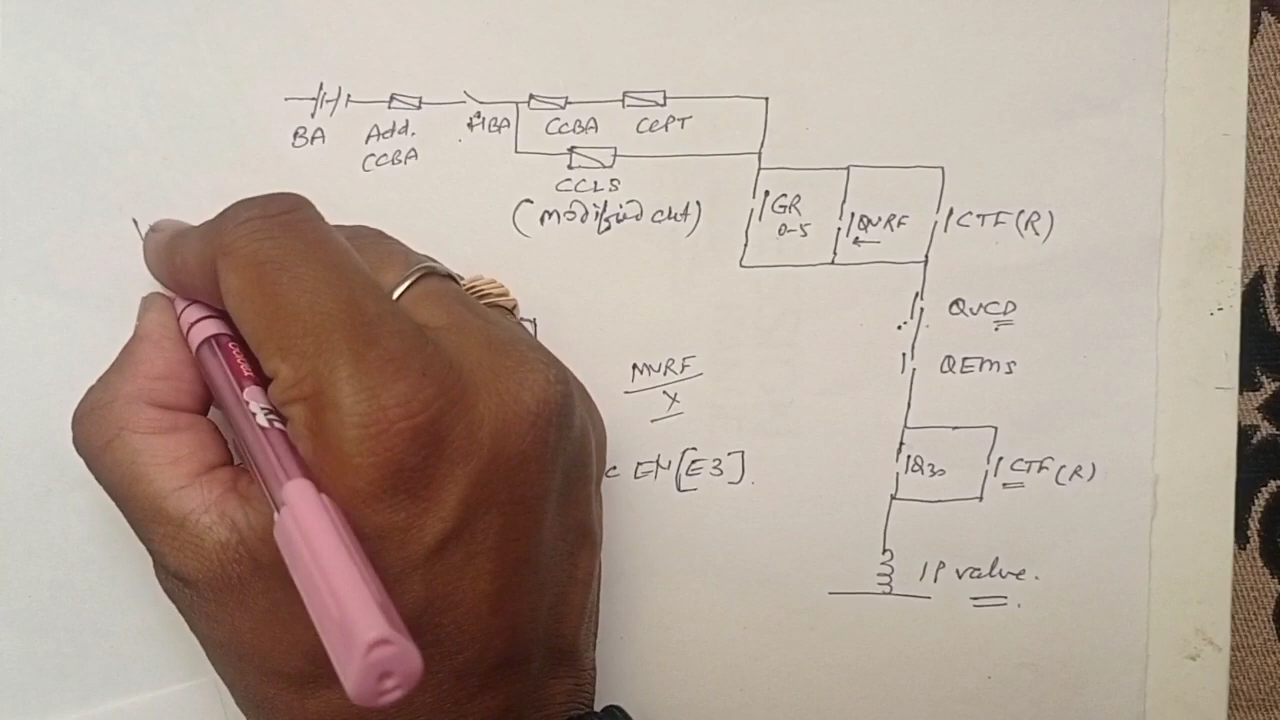 BA
Add.
CCBA
HBA
CCBA
CCPT
CCLS
(modified ckt)
GR
0-5
QVRF
CTF(R)
QVCD
QEMS
MVRF
Y
EN[E3].
Q30
CTF(R)
IP valve.